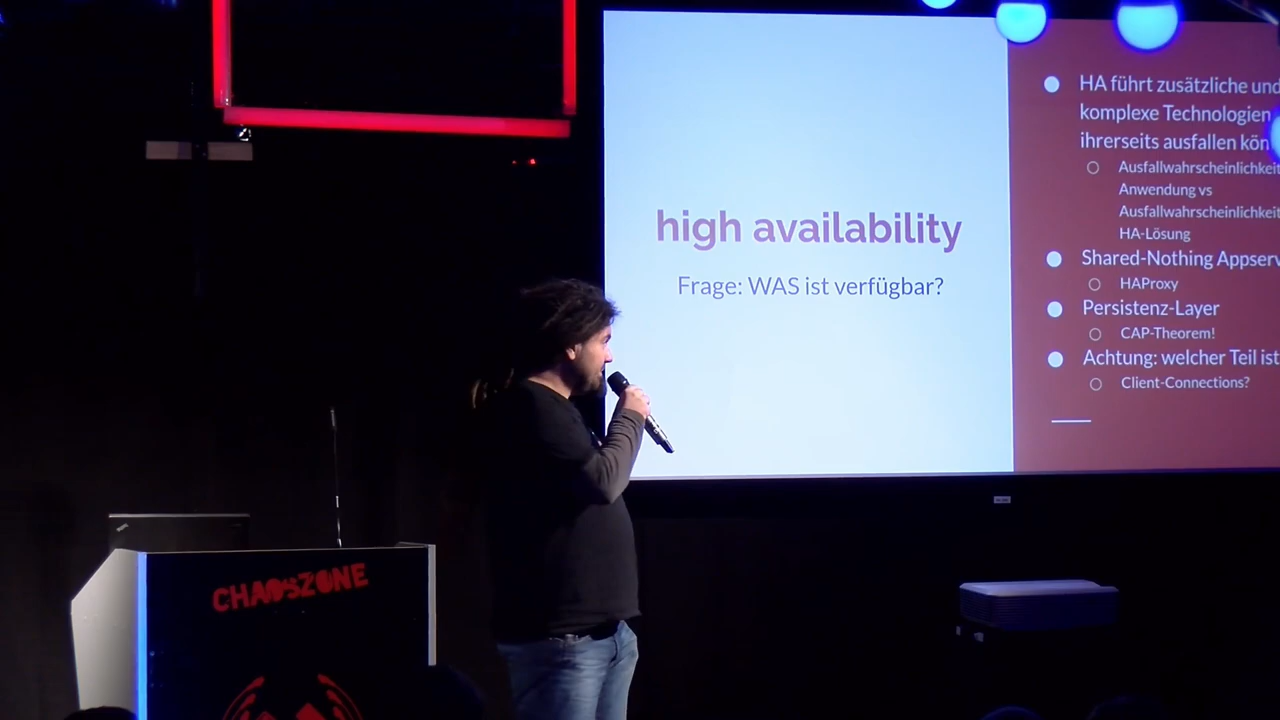 high availability
Frage: WAS ist verfügbar?
HA führt zusätzliche und
komplexe Technologien
ihrerseits ausfallen kön
Ausfallwahrscheinlichkeit
Anwendung vs
Ausfallwahrscheinlichkeit
HA-Lösung
Shared-Nothing Appserv
HAProxy
Persistenz-Layer
CAP-Theorem!
Achtung: welcher Teil ist
Client-Connections?
CHAOSZONE